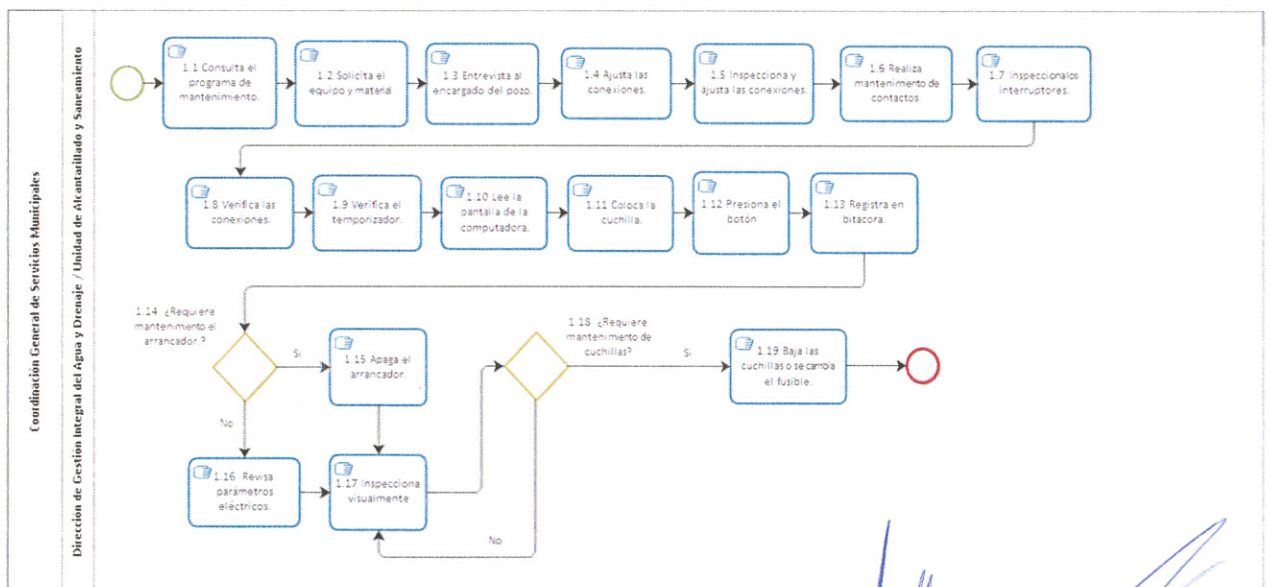 Coordinación General de Servicios Municipales
Dirección de Gestión Integral del Agua y Drenaje / Unidad de Alcantarillado y Saneamiento
1.1 Consulta el
programa de
mantenimiento.
1.2 Solicita el
equipo y material
1.3 Entrevista al
encargado del pozo.
1.4 Ajusta las
conexiones.
1.5 Inspecciona y
ajusta las conexiones.
1.6 Realiza
mantenimiento de
contactos.
1.7 Inspeccionalos
interruptores.
1.8 Verifica las
conexiones.
1.9 Verifica el
temporizador.
1.10 Lee la
pantalla de la
computadora.
1.11 Coloca la
cuchilla.
1.12 Presiona el
botón
1.13 Registra en
bitacora.
1.14 ¿Requiere
mantenimiento el
arrancador ?
Si
1.15 Apaga el
arrancador.
No
1.16 Revisa
parámetros
eléctricos.
1.17 Inspecciona
visualmente
1.18 ¿Requiere
mantenimiento de
cuchillas?
Si
No
1.19 Baja las
cuchillas o se cambia
el fusible.